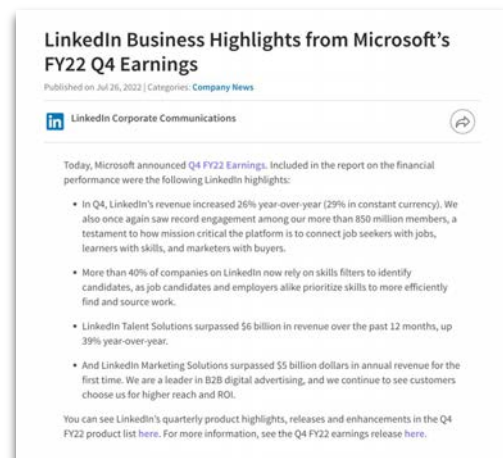 LinkedIn Business Highlights from Microsoft's
FY22 Q4 Earnings
Published on Jul 26, 2022 | Categories: Company News
in LinkedIn Corporate Communications
Today, Microsoft announced Q4 FY22 Earnings. Included in the report on the financial
performance were the following LinkedIn highlights:
• In Q4, LinkedIn's revenue increased 26% year-over-year (29% in constant currency). We
also once again saw record engagement among our more than 850 million members, a
testament to how mission critical the platform is to connect job seekers with jobs,
learners with skills, and marketers with buyers.
• More than 40% of companies on LinkedIn now rely on skills filters to identify
candidates, as job candidates and employers alike prioritize skills to more efficiently
find and source work.
• LinkedIn Talent Solutions surpassed $6 billion in revenue over the past 12 months, up
39% year-over-year.
• And LinkedIn Marketing Solutions surpassed $5 billion dollars in annual revenue for the
first time. We are a leader in B2B digital advertising, and we continue to see customers
choose us for higher reach and ROI.
You can see LinkedIn's quarterly product highlights, releases and enhancements in the Q4
FY22 product list here. For more information, see the Q4 FY22 earnings release here.